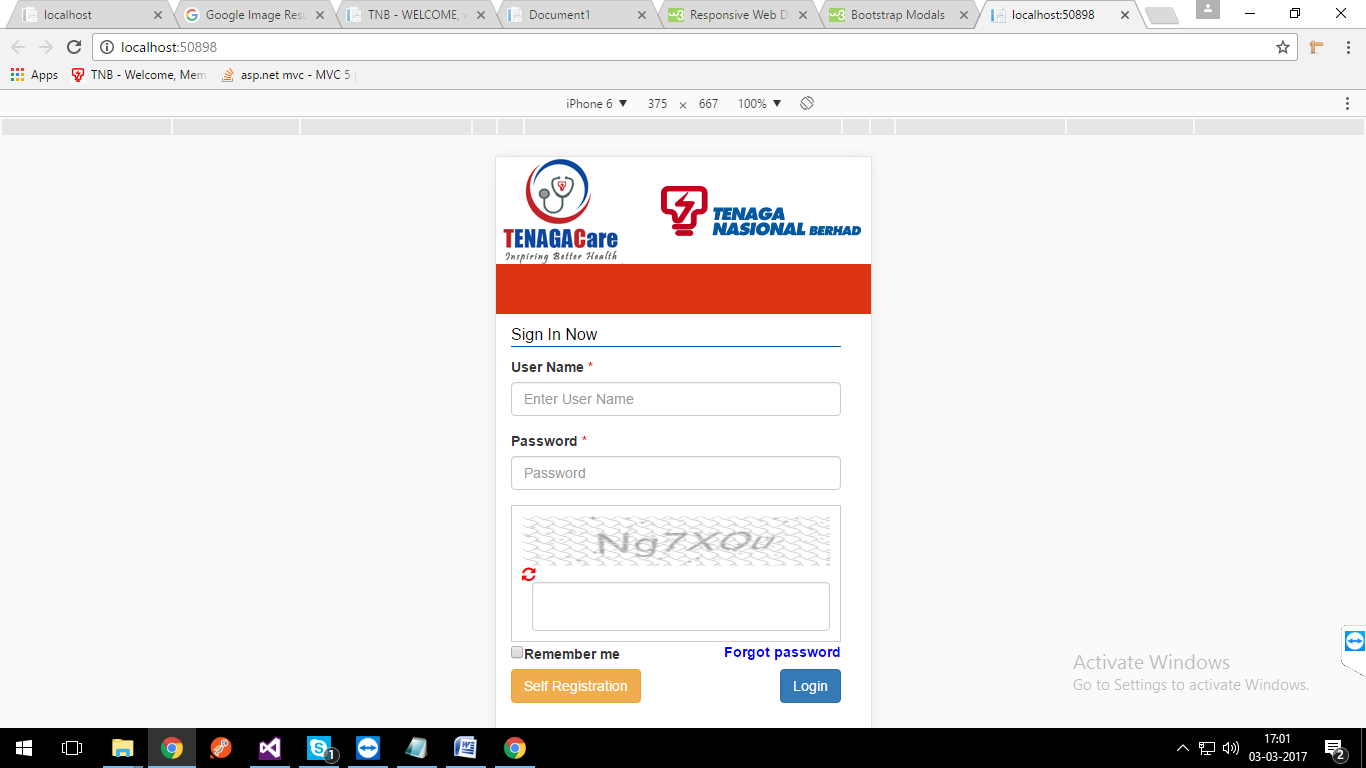 localhost
Google Image Resu
TNB - WELCOME, 
Document1
Responsive Web D
Bootstrap Modals
localhost:50898
localhost:50898
Apps
TNB - Welcome, Mem
asp.net mvc - MVC 5
iPhone 6 ▼ 375 × 667 100% ▼
TENAGACare
Inspiring Better Health
TENAGA
NASIONAL BERHAD
Sign In Now
User Name *
Enter User Name
Password *
Password
Ng7XOu
Remember me
Forgot password
Self Registration
Login
Activate Windows
Go to Settings to activate Windows.
1
17:01
03-03-2017
2